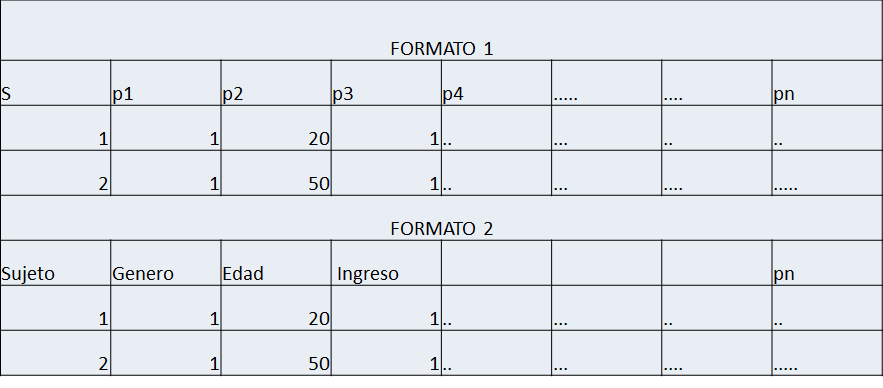 FORMATO 1
S p1 p2 p3 p4 ..... .... pn
1 1 20 1 .. ... .. ..
2 1 50 1 .. ... .... .....
FORMATO 2
Sujeto Genero Edad Ingreso pn
1 1 20 1 .. ... .. ..
2 1 50 1 .. ... .... .....